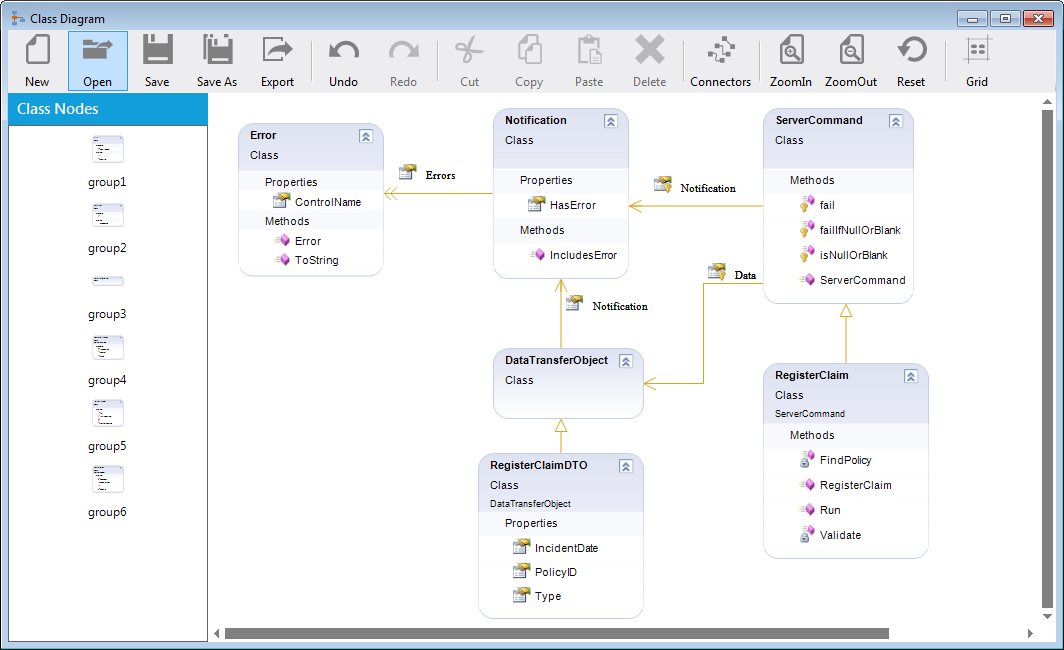 Class Diagram
New
Open
Save
Save As
Export
Undo
Redo
Cut
Copy
Paste
Delete
Connectors
ZoomIn
ZoomOut
Reset
Grid
Class Nodes
group1
group2
group3
group4
group5
group6
Error
Class
Properties
ControlName
Methods
Error
ToString
Errors
Notification
Class
Properties
HasError
Methods
IncludesError
Notification
ServerCommand
Class
Methods
fail
failIfNullOrBlank
isNullOrBlank
ServerCommand
Data
Notification
DataTransferObject
Class
RegisterClaimDTO
Class
DataTransferObject
Properties
IncidentDate
PolicyID
Type
RegisterClaim
Class
ServerCommand
Methods
FindPolicy
RegisterClaim
Run
Validate